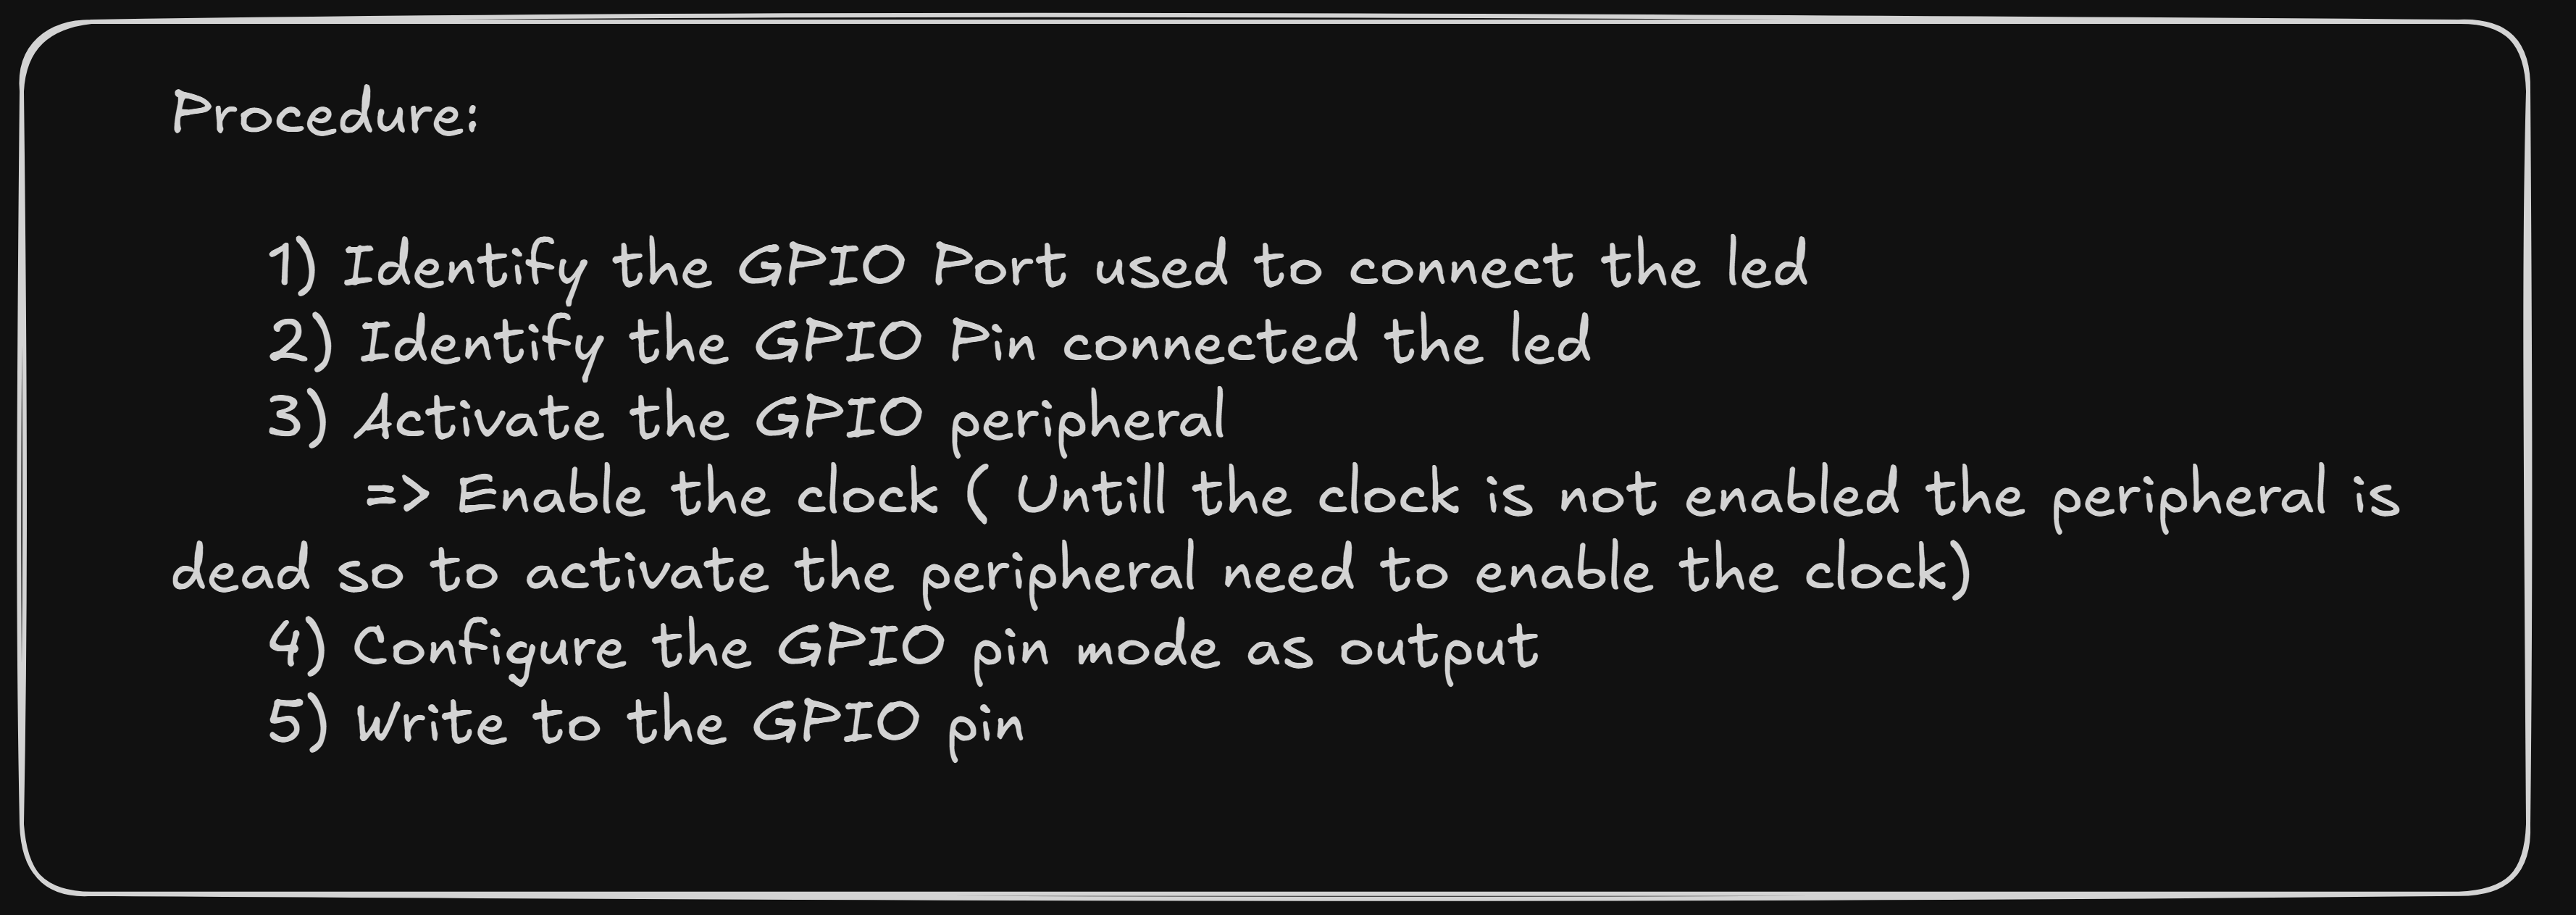 Procedure:
1) Identify the GPIO Port used to connect the led
2) Identify the GPIO Pin connected the led
3) Activate the GPIO peripheral
=> Enable the clock ( Untill the clock is not enabled the peripheral is
dead so to activate the peripheral need to enable the clock)
4) Configure the GPIO pin mode as output
5) Write to the GPIO pin